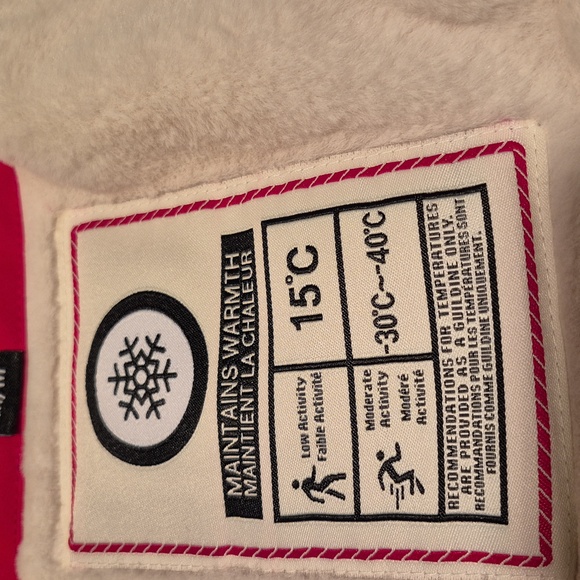 MAINTAINS WARMTH
MAINTIENT LA CHALEUR
Low Activity
Faible Activité
15°C
Moderate
Activity
Modéré
Activité
-30°C~-40°C
RECOMMENDATIONS FOR TEMPERATURES
ARE PROVIDED AS A GUILDINE ONLY.
RECOMMANDATIONS POUR LES TEMPERATURES SONT
FOURNIS COMME GUILDINE UNIQUEMENT.